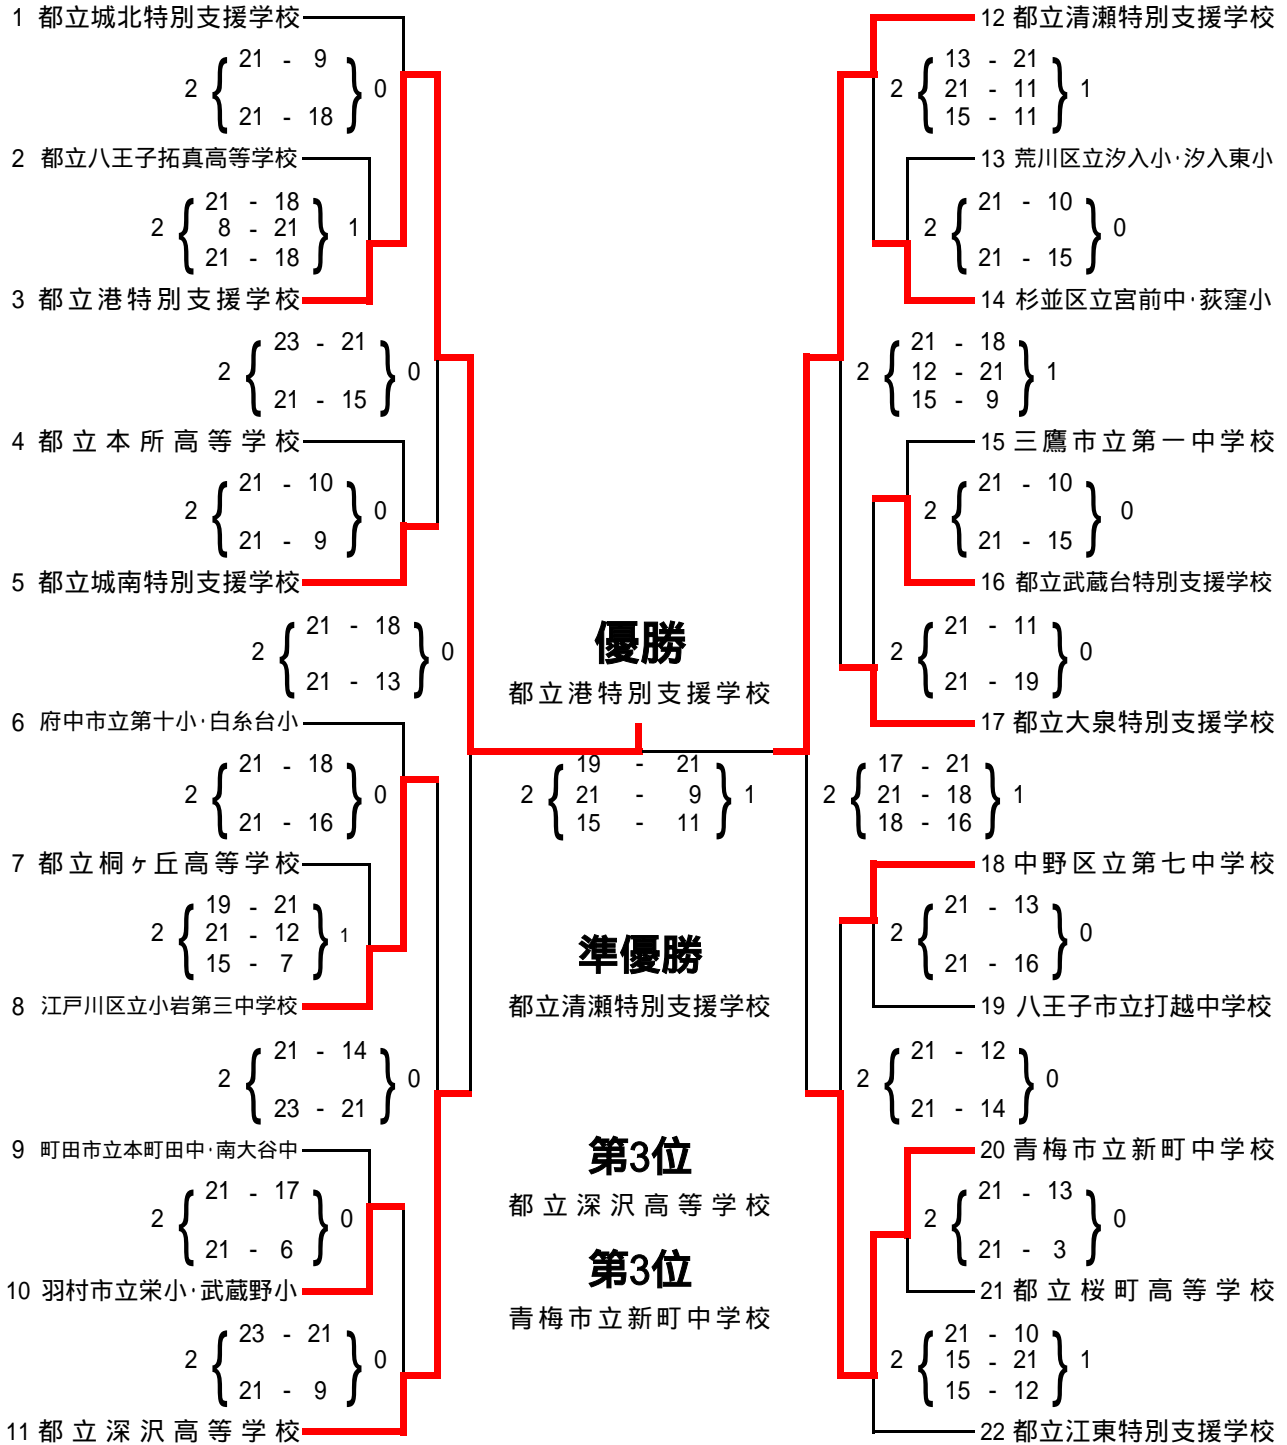 1 都立城北特別支援学校
2 { 21 - 9
21 - 18 } 0
2 都立八王子拓真高等学校
2 { 21 - 18
8 - 21
21 - 18 } 1
3 都立港特別支援学校
2 { 23 - 21
21 - 15 } 0
4 都立本所高等学校
2 { 21 - 10
21 - 9 } 0
5 都立城南特別支援学校
2 { 21 - 18
21 - 13 } 0
6 府中市立第十小・白糸台小
2 { 21 - 18
21 - 16 } 0
7 都立桐ヶ丘高等学校
2 { 19 - 21
21 - 12
15 - 7 } 1
8 江戸川区立小岩第三中学校
2 { 21 - 14
23 - 21 } 0
9 町田市立本町田中・南大谷中
2 { 21 - 17
21 - 6 } 0
10 羽村市立栄小・武蔵野小
2 { 23 - 21
21 - 9 } 0
11 都立深沢高等学校
優勝
都立港特別支援学校
2 { 19 - 21
21 - 9
15 - 11 } 1
準優勝
都立清瀬特別支援学校
第3位
都立深沢高等学校
第3位
青梅市立新町中学校
12 都立清瀬特別支援学校
2 { 13 - 21
21 - 11
15 - 11 } 1
13 荒川区立汐入小・汐入東小
2 { 21 - 10
21 - 15 } 0
14 杉並区立宮前中・荻窪小
2 { 21 - 18
12 - 21
15 - 9 } 1
15 三鷹市立第一中学校
2 { 21 - 10
21 - 15 } 0
16 都立武蔵台特別支援学校
2 { 21 - 11
21 - 19 } 0
17 都立大泉特別支援学校
2 { 17 - 21
21 - 18
18 - 16 } 1
18 中野区立第七中学校
2 { 21 - 13
21 - 16 } 0
19 八王子市立打越中学校
2 { 21 - 12
21 - 14 } 0
20 青梅市立新町中学校
2 { 21 - 13
21 - 3 } 0
21 都立桜町高等学校
2 { 21 - 10
15 - 21
15 - 12 } 1
22 都立江東特別支援学校